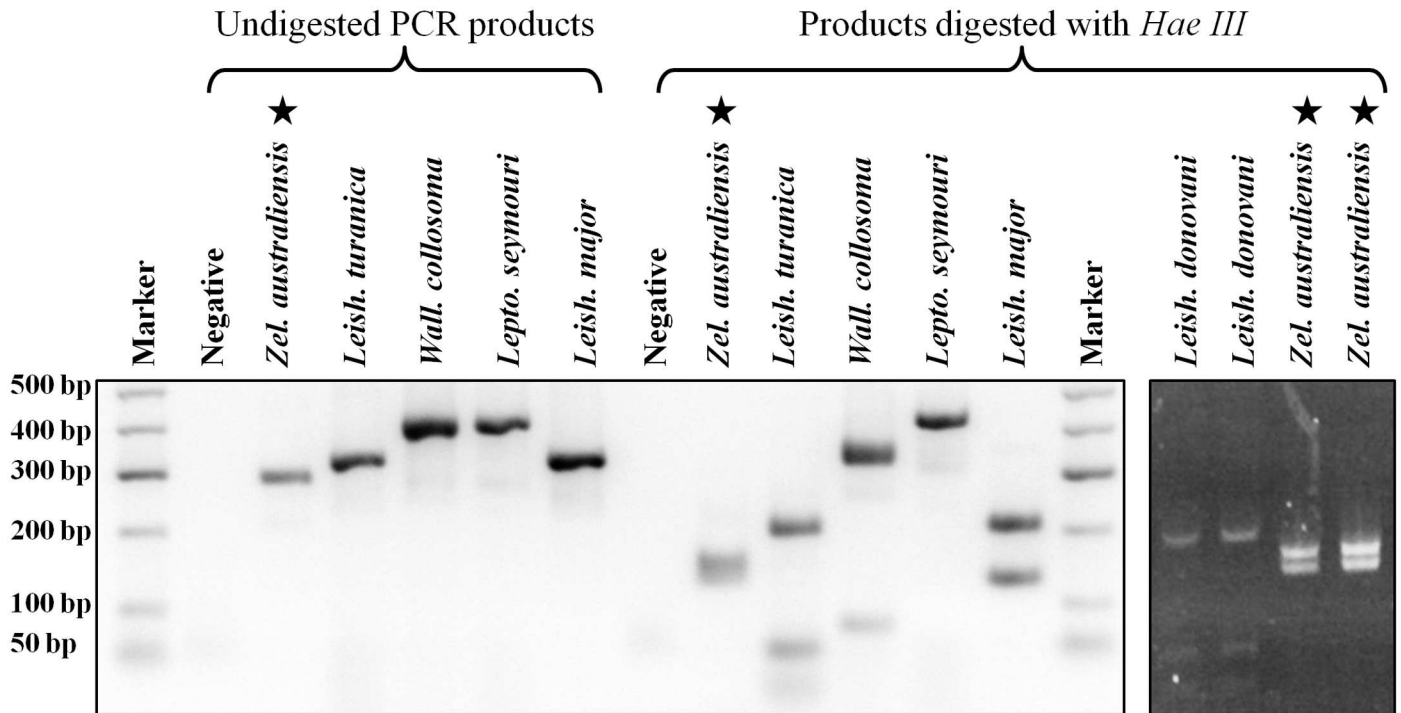 Undigested PCR products
Products digested with Hae III
Marker
Negative
Zel. australiensis ★
Leish. turanica
Wall. collosoma
Lepto. seymouri
Leish. major
Negative
Zel. australiensis ★
Leish. turanica
Wall. collosoma
Lepto. seymouri
Leish. major
Marker
Leish. donovani
Leish. donovani
Zel. australiensis ★
Zel. australiensis ★
500 bp
400 bp
300 bp
200 bp
100 bp
50 bp